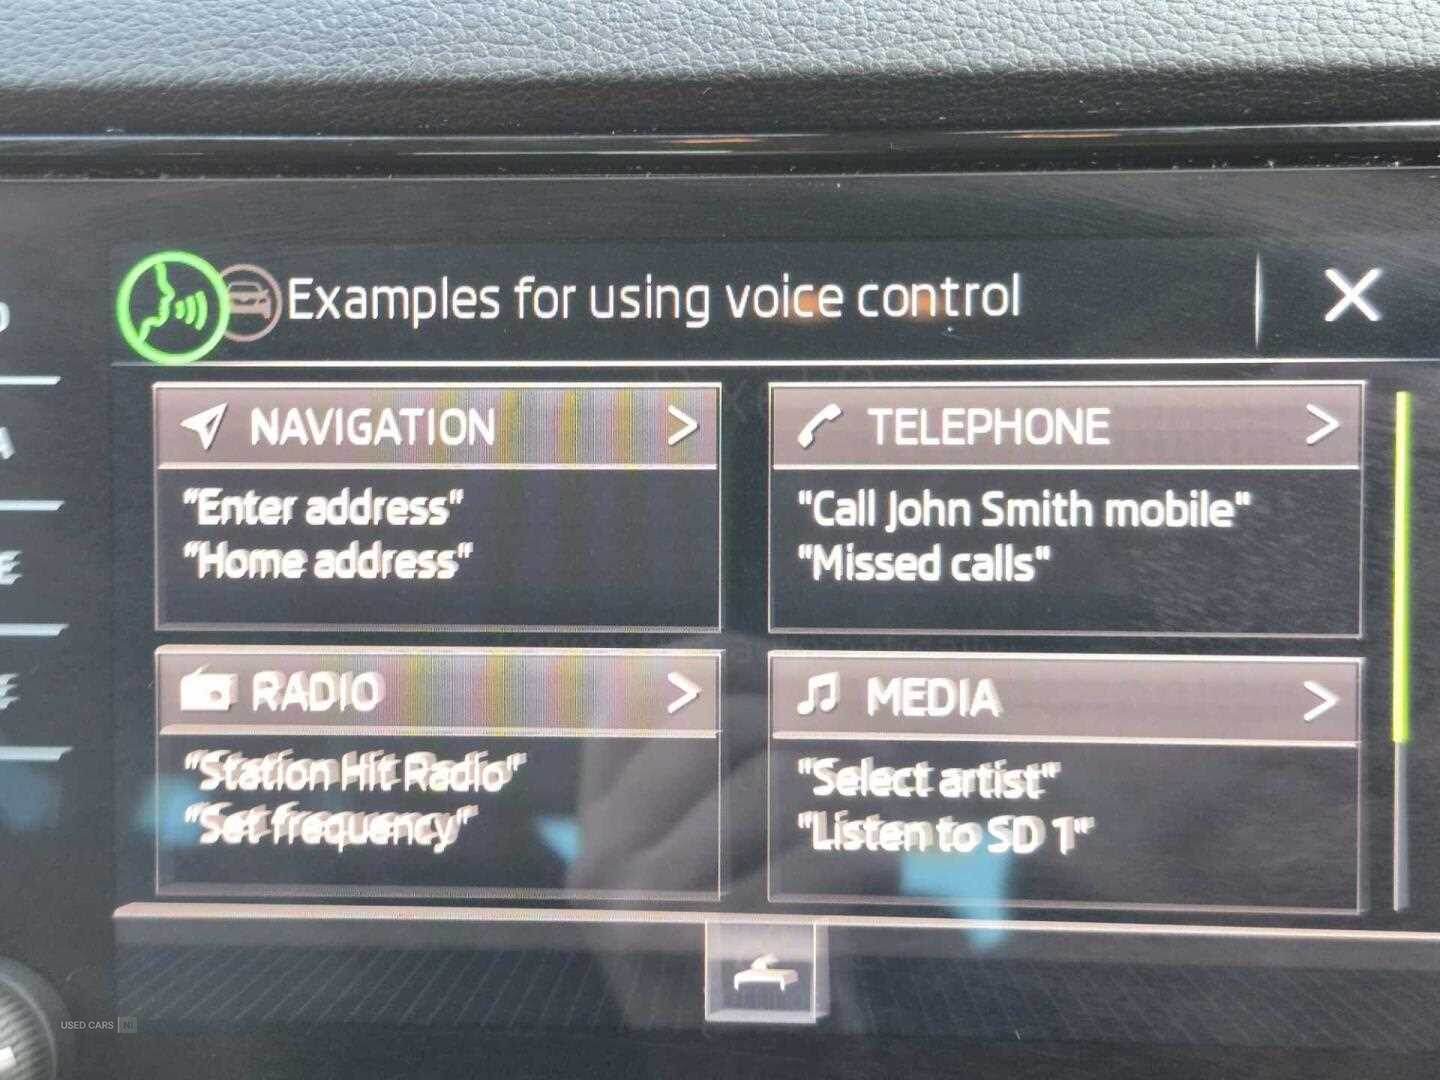 Examples for using voice control
NAVIGATION
"Enter address"
"Home address"
TELEPHONE
"Call John Smith mobile"
"Missed calls"
RADIO
"Station Hit Radio"
"Set frequency"
MEDIA
"Select artist"
"Listen to SD 1"
USED CARS NI